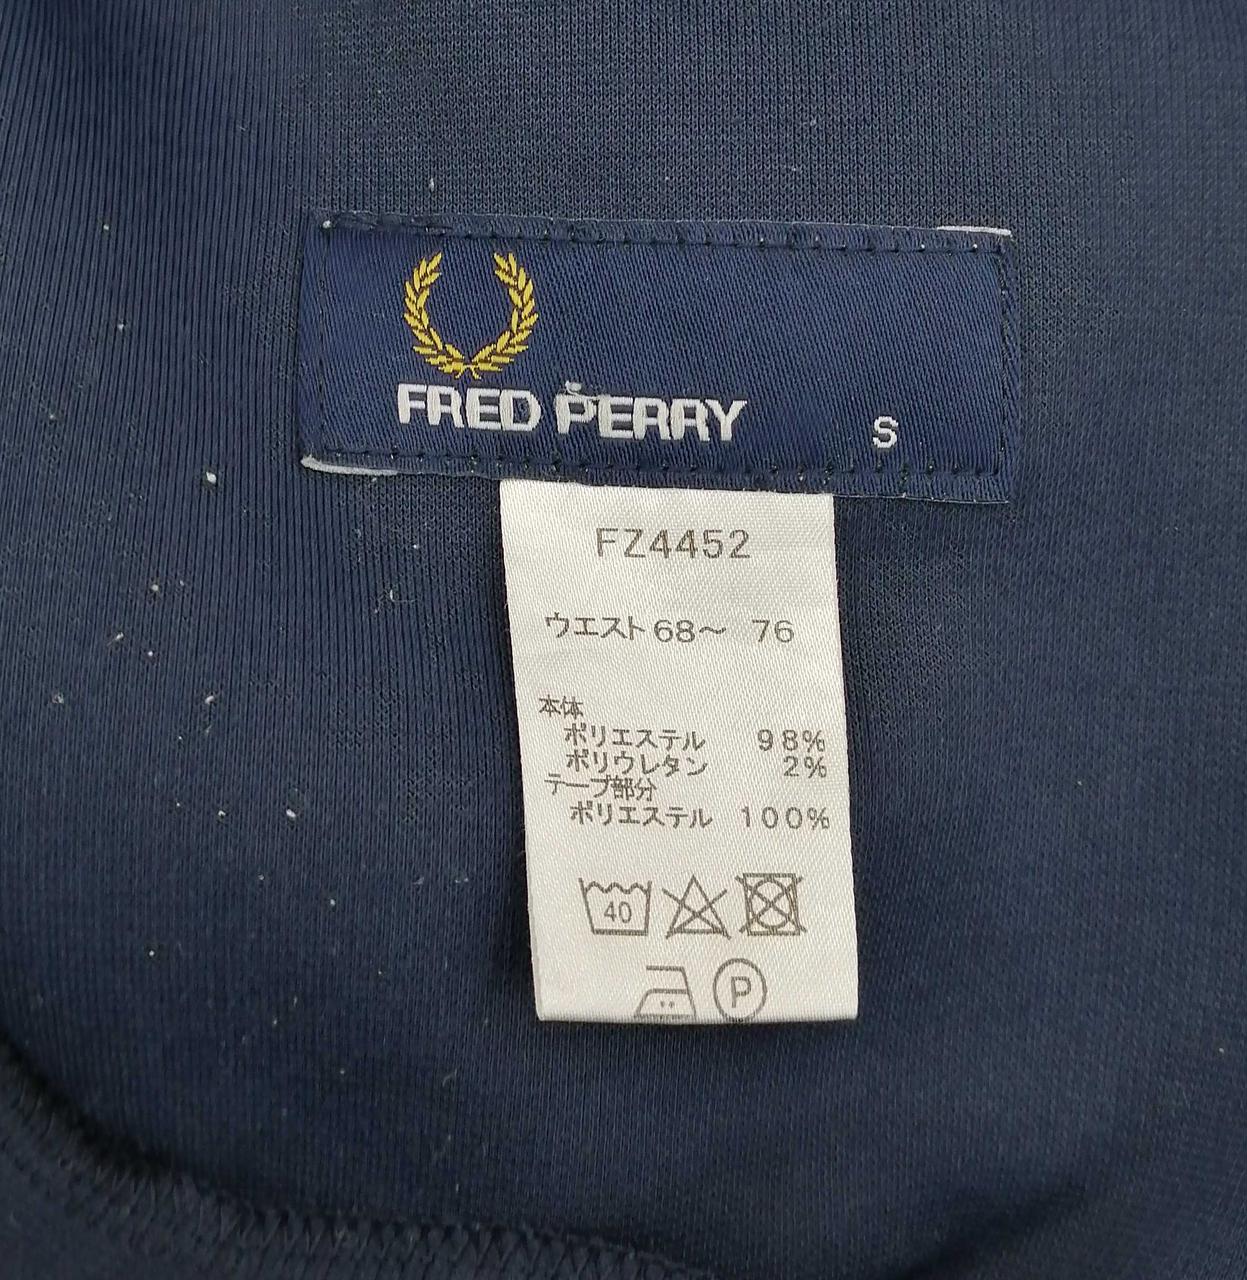 FRED PERRY
S
FZ4452
ウエスト68～ 76
本体
ポリエステル 98%
ポリウレタン 2%
テープ部分
ポリエステル 100%
40
P